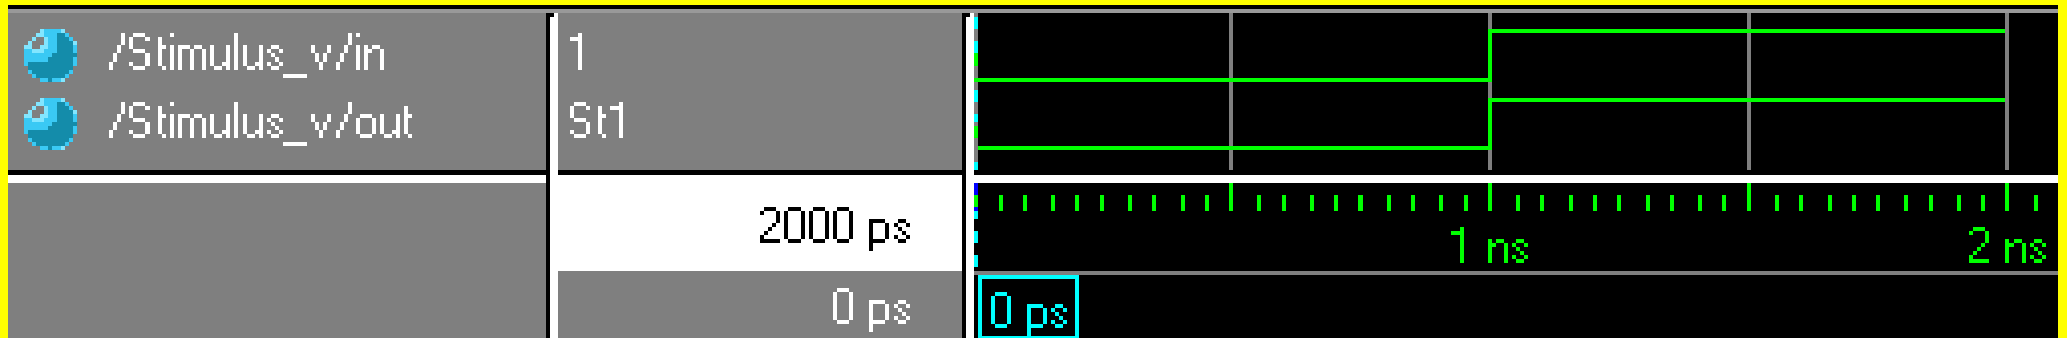 /Stimulus_v/in 1
/Stimulus_v/out St1
2000 ps
1 ns 2 ns
0 ps 0 ps